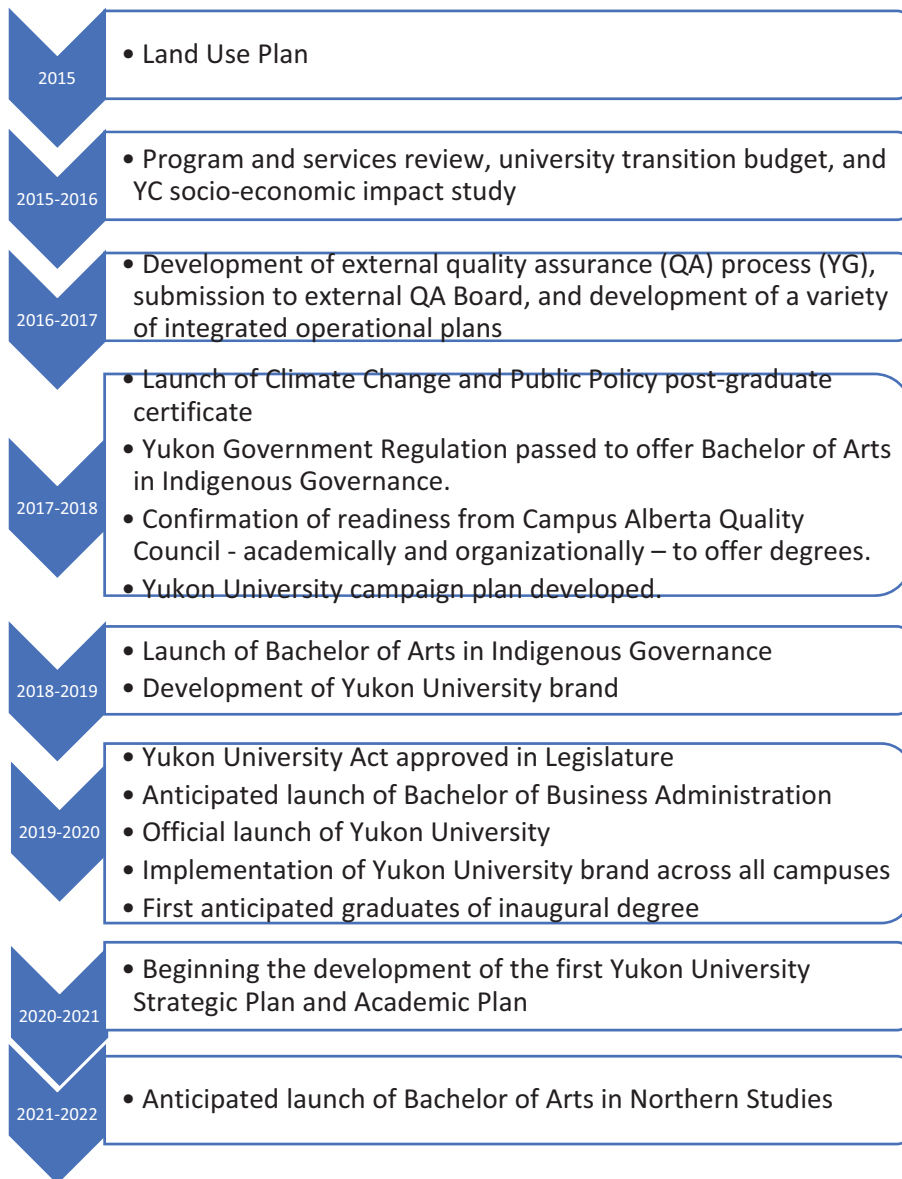 2015
• Land Use Plan
2015-2016
• Program and services review, university transition budget, and
YC socio-economic impact study
2016-2017
• Development of external quality assurance (QA) process (YG),
submission to external QA Board, and development of a variety
of integrated operational plans
2017-2018
• Launch of Climate Change and Public Policy post-graduate
certificate
• Yukon Government Regulation passed to offer Bachelor of Arts
in Indigenous Governance.
• Confirmation of readiness from Campus Alberta Quality
Council - academically and organizationally – to offer degrees.
• Yukon University campaign plan developed.
2018-2019
• Launch of Bachelor of Arts in Indigenous Governance
• Development of Yukon University brand
2019-2020
• Yukon University Act approved in Legislature
• Anticipated launch of Bachelor of Business Administration
• Official launch of Yukon University
• Implementation of Yukon University brand across all campuses
• First anticipated graduates of inaugural degree
2020-2021
• Beginning the development of the first Yukon University
Strategic Plan and Academic Plan
2021-2022
• Anticipated launch of Bachelor of Arts in Northern Studies